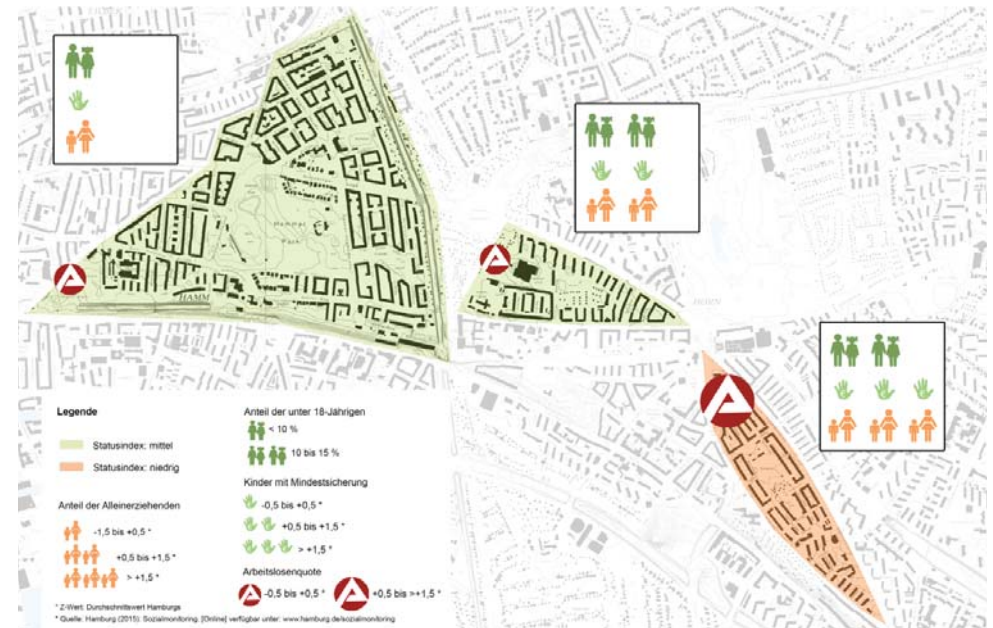 Hammer
Park
HAMM
HORN
Legende
Statusindex: mittel
Statusindex: niedrig
Anteil der Alleinerziehenden
-1,5 bis +0,5 *
+0,5 bis +1,5 *
> +1,5 *
Anteil der unter 18-Jährigen
< 10 %
10 bis 15 %
Kinder mit Mindestsicherung
-0,5 bis +0,5 *
+0,5 bis +1,5 *
> +1,5 *
Arbeitslosenquote
-0,5 bis +0,5 *
+0,5 bis >+1,5 *
* Z-Wert: Durchschnittswert Hamburgs
* Quelle: Hamburg (2015): Sozialmonitoring. [Online] verfügbar unter: www.hamburg.de/sozialmonitoring